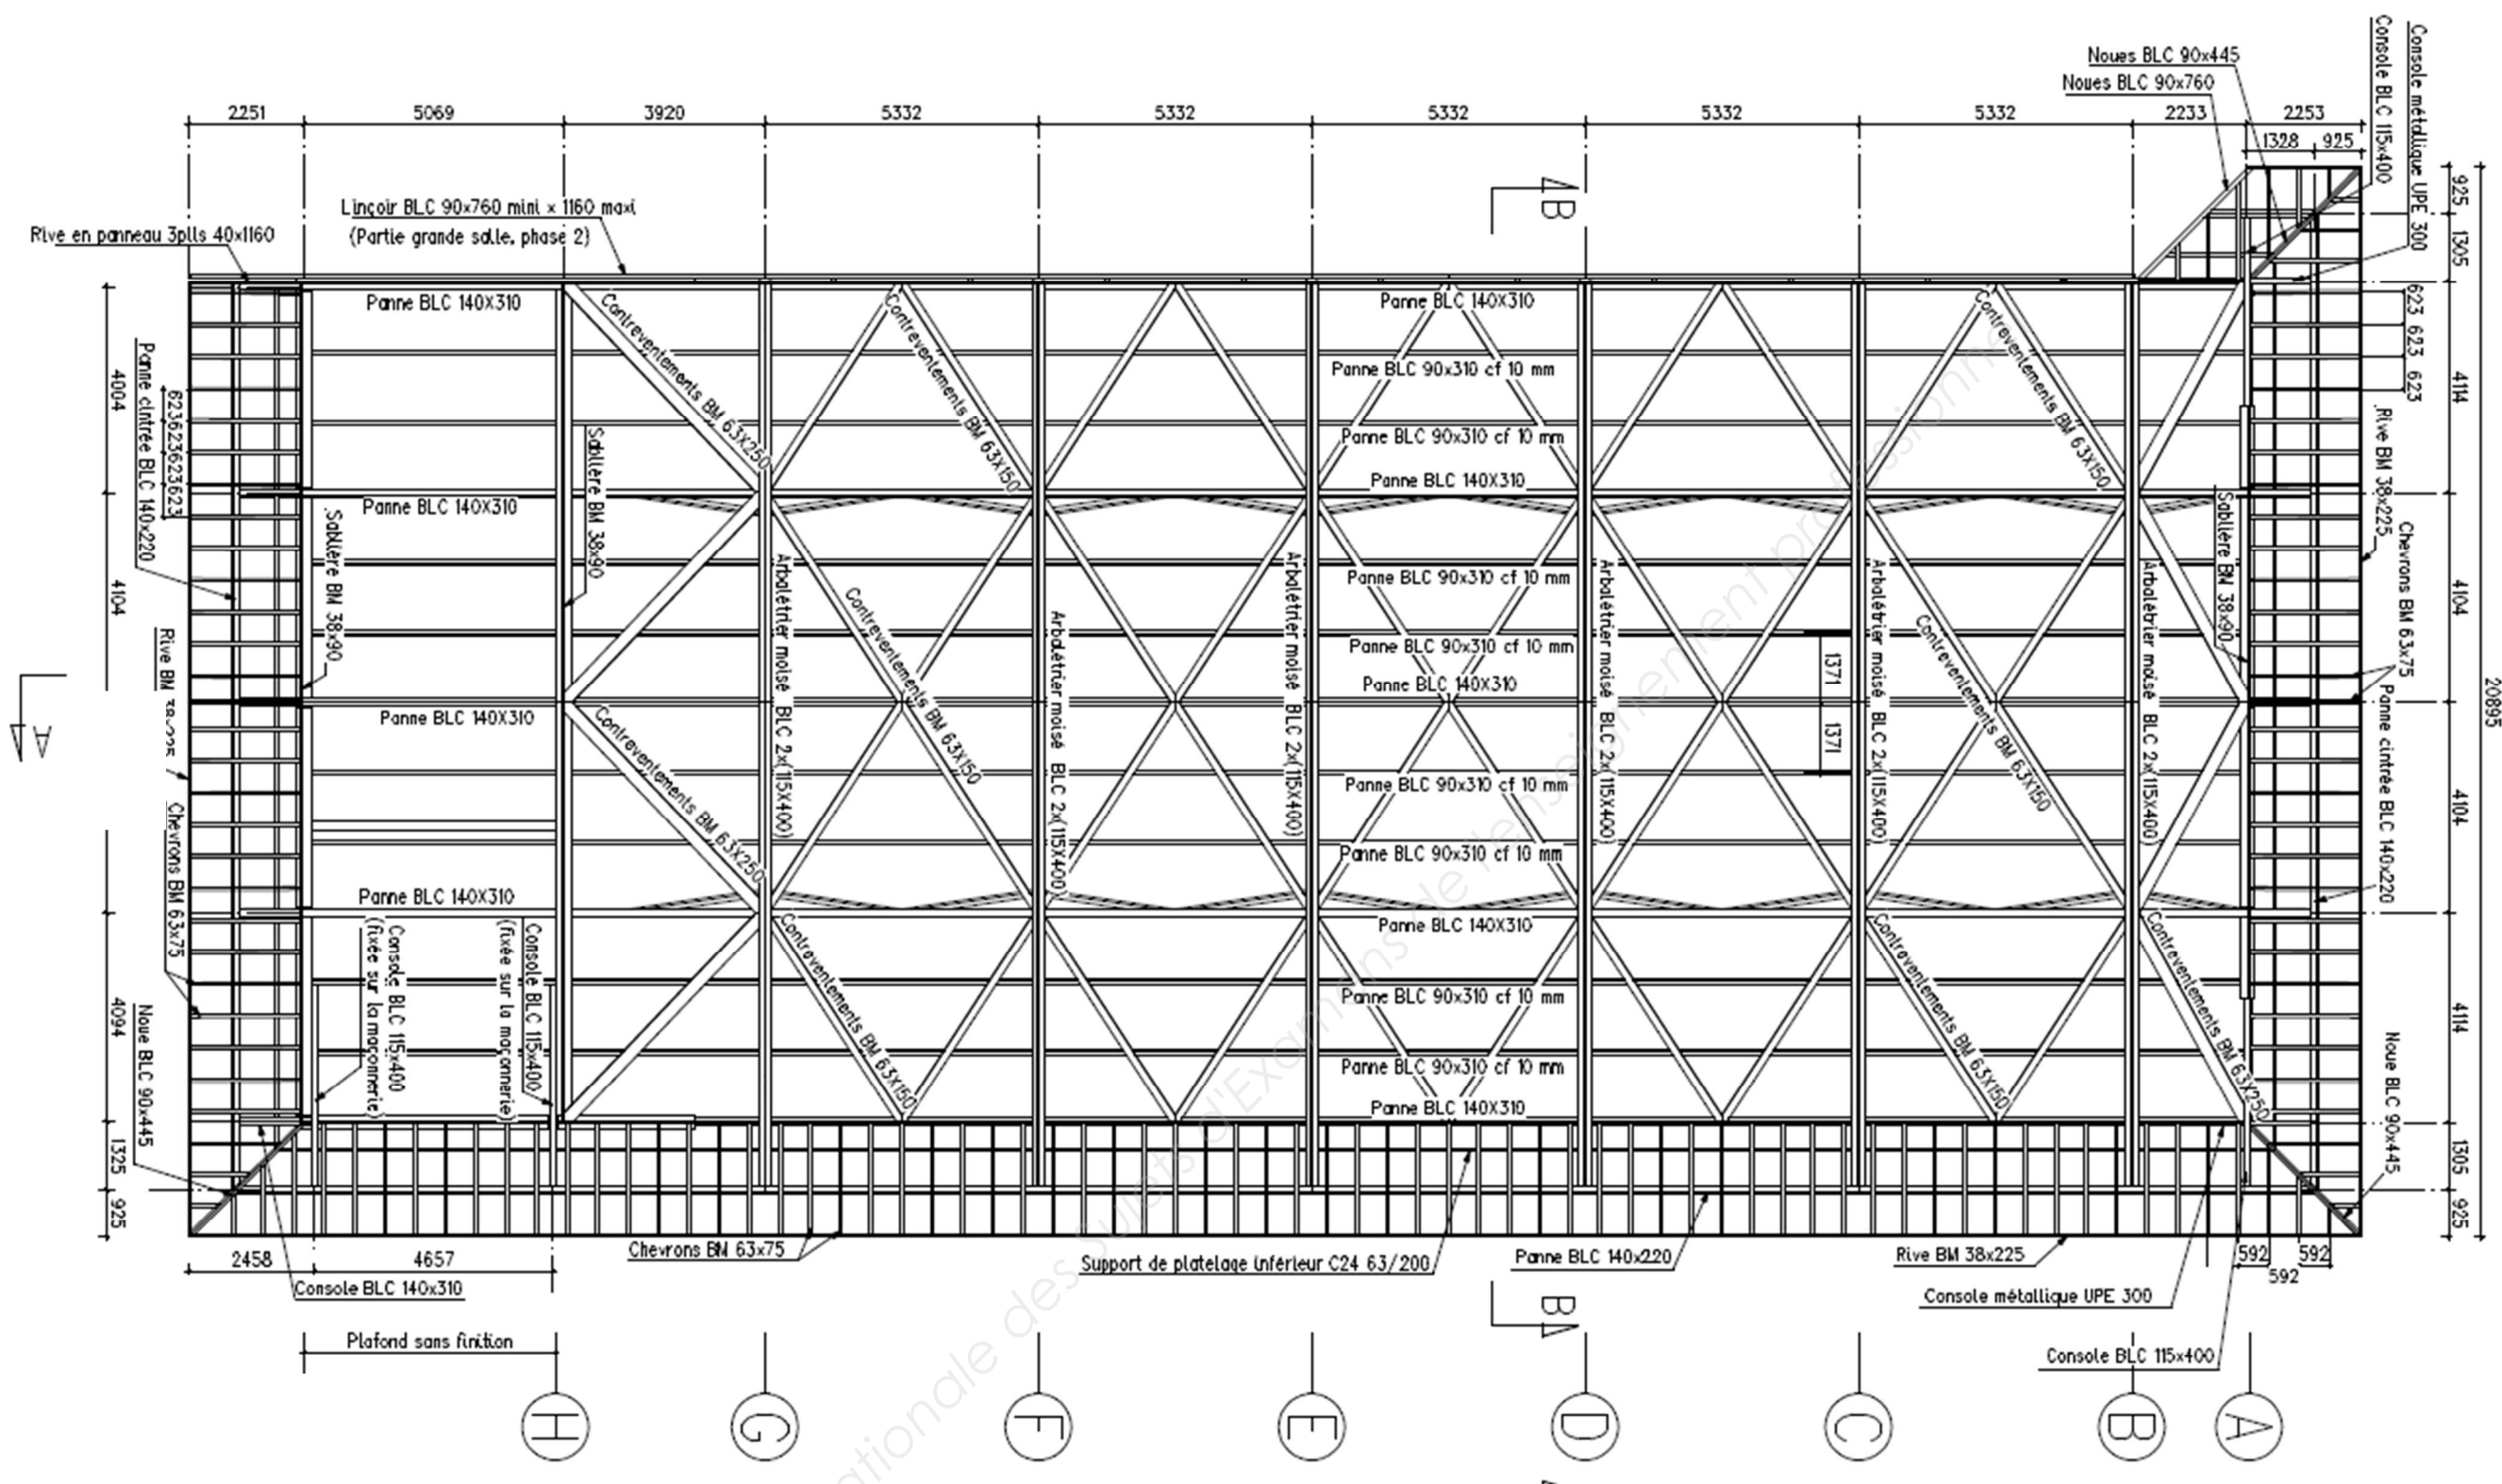 Noues BLC 90x445
Noues BLC 90x760
Console BLC 115x400
Console métallique UPE 300
2251
5069
3920
5332
5332
5332
5332
5332
2233
2253
1328
925
B
Linçoir BLC 90x760 mini x 1160 maxi
(Partie grande salle, phase 2)
Rive en panneau 3plis 40x1160
925
1305
4114
4104
4104
4114
1305
925
20895
623
623
623
Rive BM 38x225
Chevrons BM 63x75
Panne cintrée BLC 140x220
Noue BLC 90x445
4004
4104
4094
1325
925
623
623
623
623
Panne cintrée BLC 140x220
Rive BM 38x225
Chevrons BM 63x75
Noue BLC 90x445
A
Panne BLC 140X310
Panne BLC 140X310
Panne BLC 140X310
Panne BLC 140X310
Sablière BM 38x90
Sablière BM 38x90
Sablière BM 38x90
Console BLC 115x400
(fixée sur la maçonnerie)
Console BLC 115x400
(fixée sur la maçonnerie)
Contreventements BM 63X250
Contreventements BM 63X150
Contreventements BM 63X150
Contreventements BM 63X150
Contreventements BM 63X150
Contreventements BM 63X250
Contreventements BM 63X150
Contreventements BM 63X150
Contreventements BM 63X250
Arbalétrier moisé BLC 2x(115X400)
Arbalétrier moisé BLC 2x(115X400)
Arbalétrier moisé BLC 2x(115X400)
Arbalétrier moisé BLC 2x(115X400)
Arbalétrier moisé BLC 2x(115X400)
Arbalétrier moisé BLC 2x(115X400)
Panne BLC 140X310
Panne BLC 90x310 cf 10 mm
Panne BLC 90x310 cf 10 mm
Panne BLC 140X310
Panne BLC 90x310 cf 10 mm
Panne BLC 90x310 cf 10 mm
Panne BLC 140X310
Panne BLC 90x310 cf 10 mm
Panne BLC 90x310 cf 10 mm
Panne BLC 140X310
Panne BLC 90x310 cf 10 mm
Panne BLC 90x310 cf 10 mm
Panne BLC 140X310
1371
1371
2458
4657
Console BLC 140x310
Chevrons BM 63x75
Support de platelage inférieur C24 63/200
Panne BLC 140x220
Rive BM 38x225
592
592
592
Console métallique UPE 300
Console BLC 115x400
Plafond sans finition
B
H
G
F
E
D
C
B
A
ationale des Sujets d'Examens de l'enseignement professionne